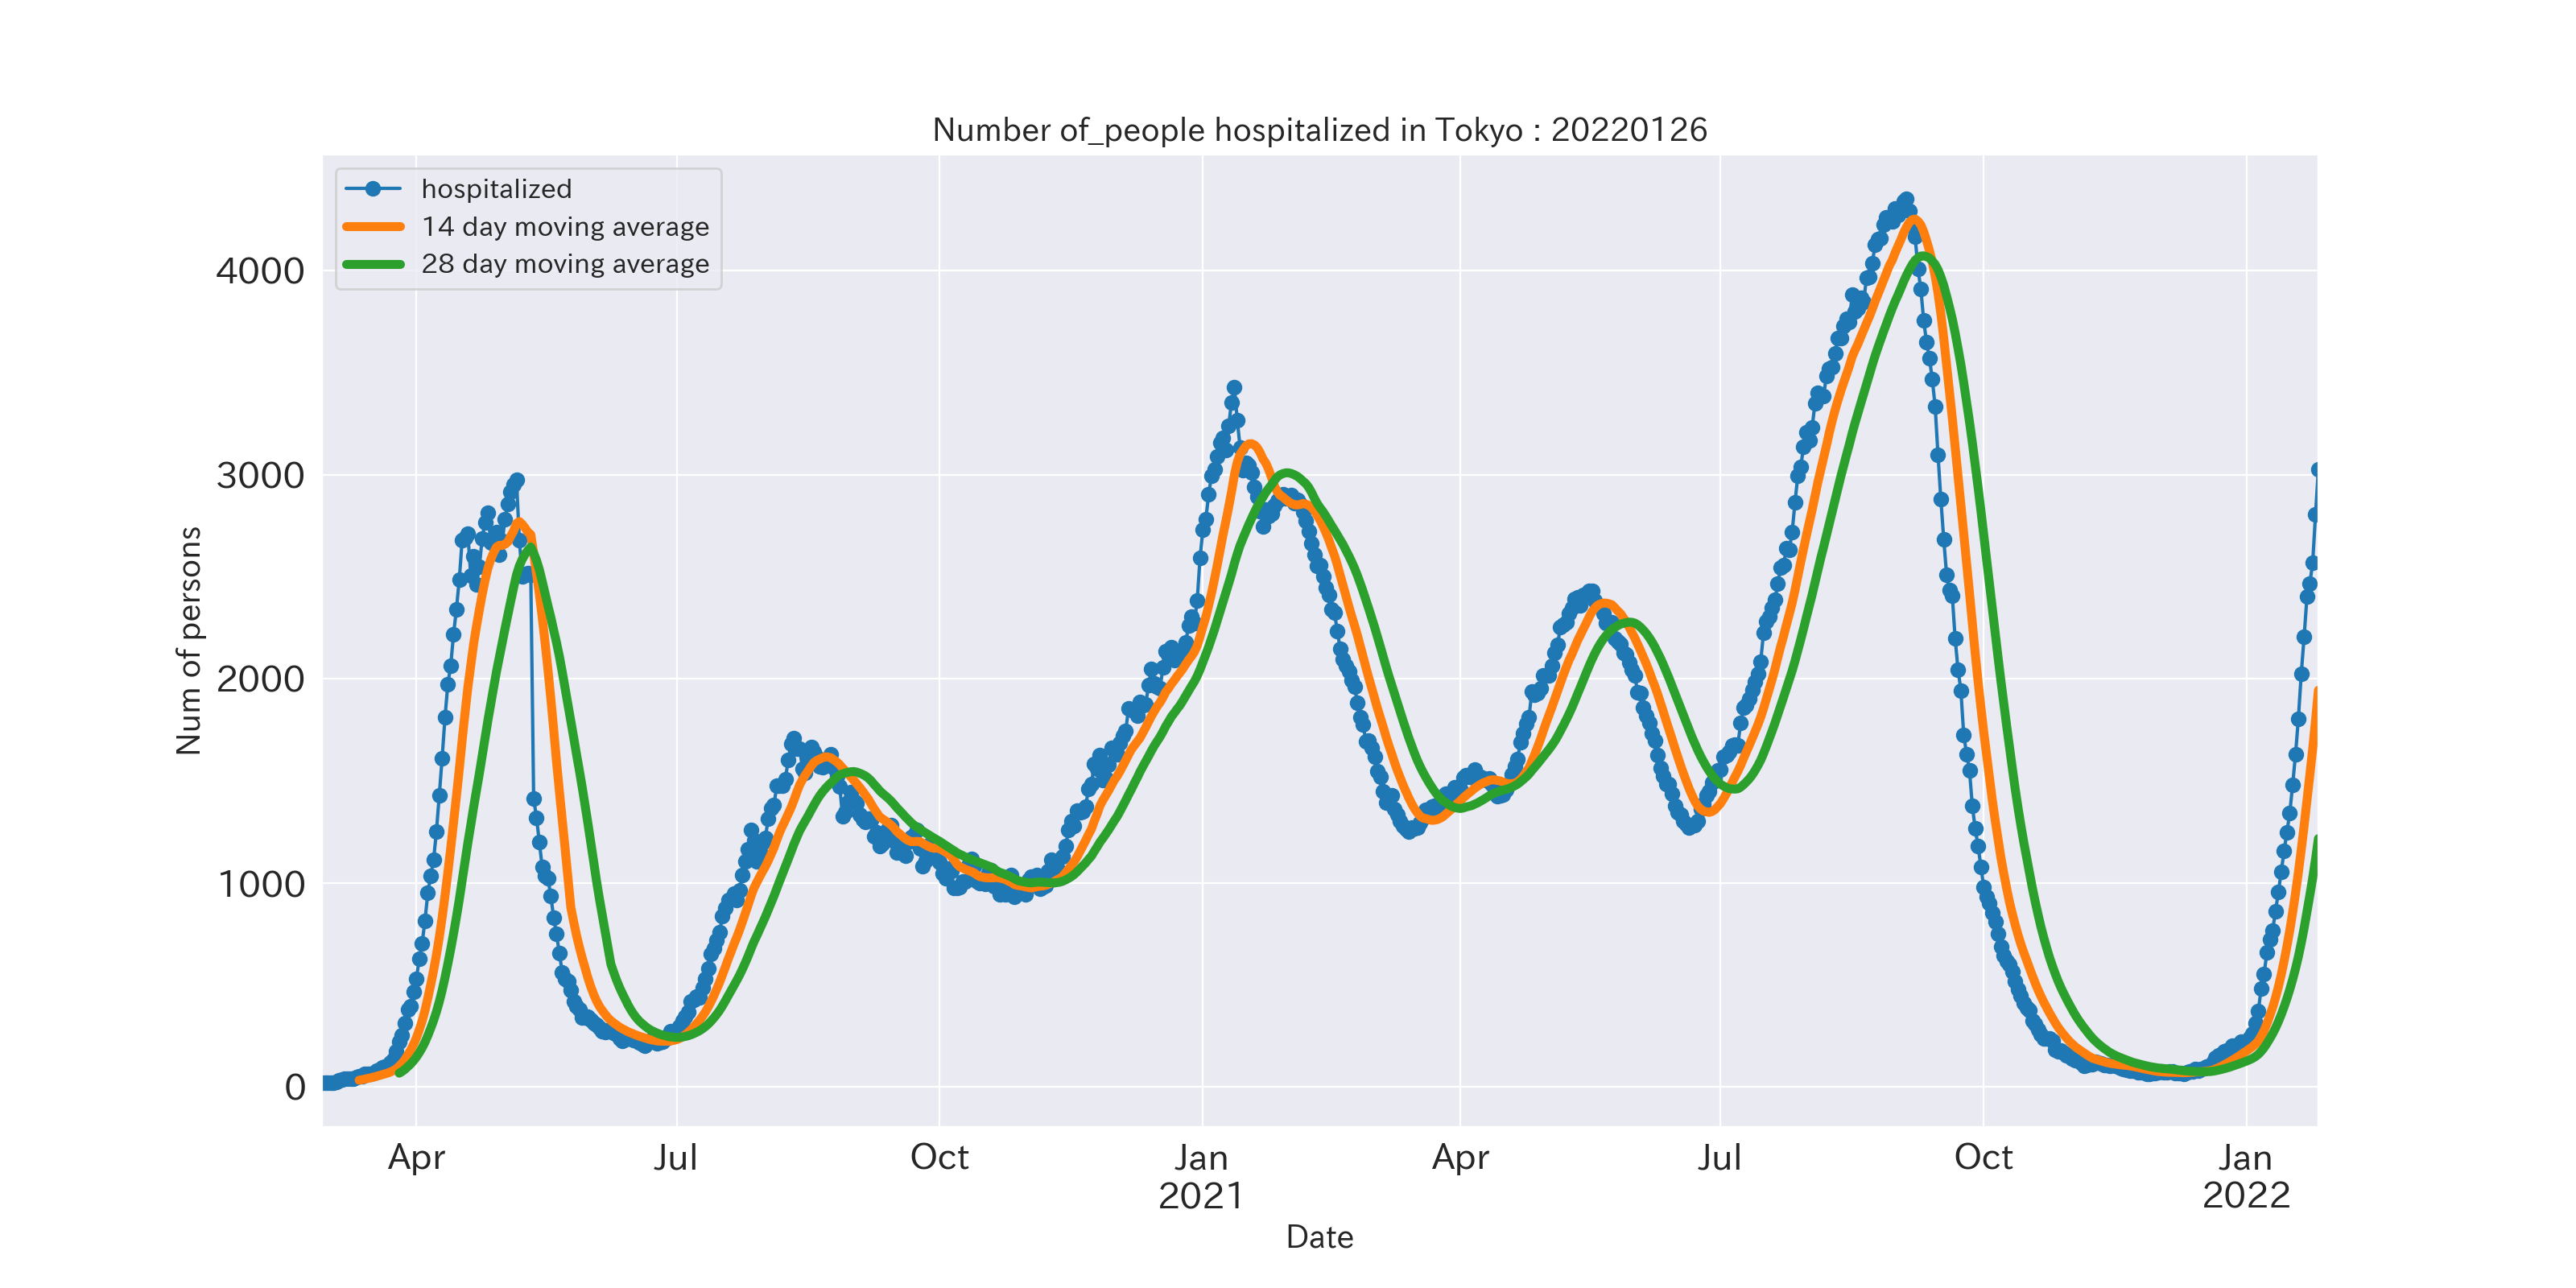 Number of_people hospitalized in Tokyo : 20220126
hospitalized
14 day moving average
28 day moving average
Num of persons
4000
3000
2000
1000
0
Apr
Jul
Oct
Jan
2021
Apr
Jul
Oct
Jan
2022
Date